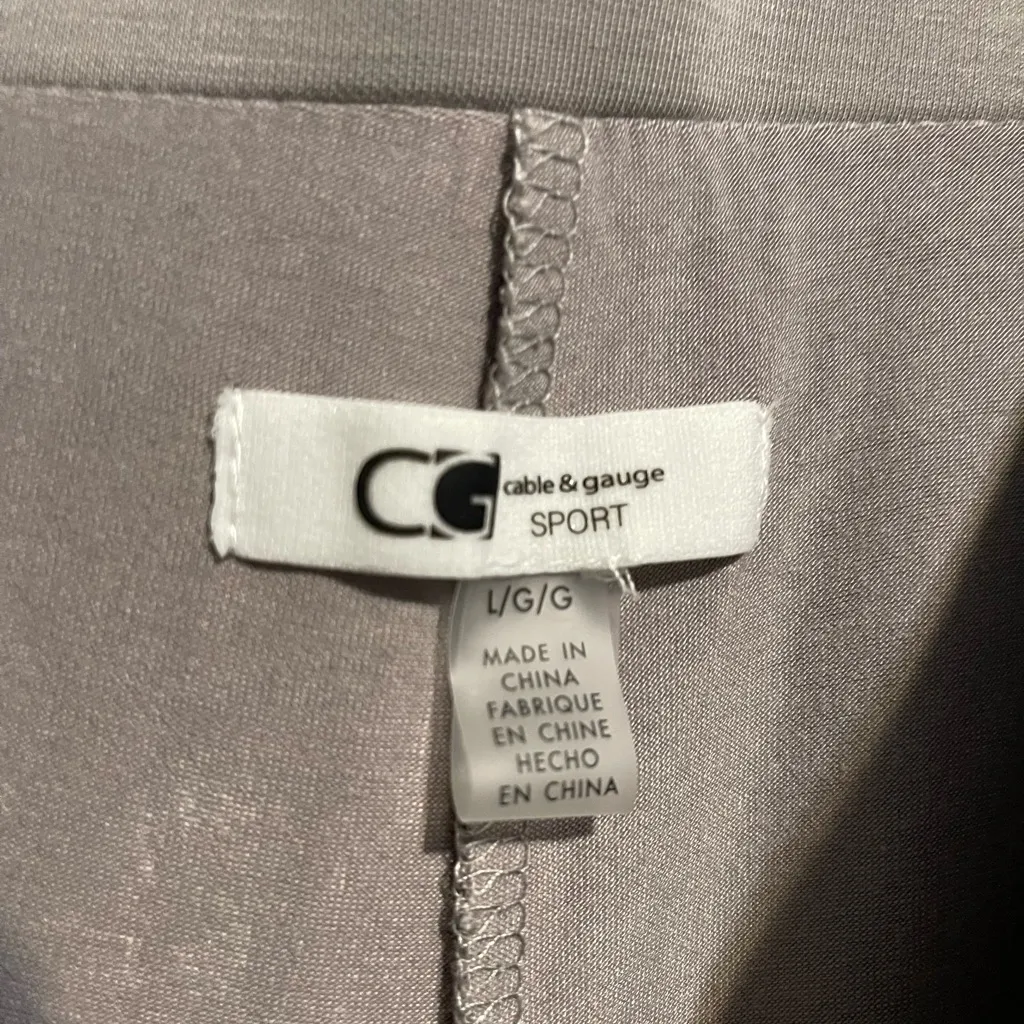 CG cable & gauge
SPORT
L/G/G
MADE IN
CHINA
FABRIQUE
EN CHINE
HECHO
EN CHINA